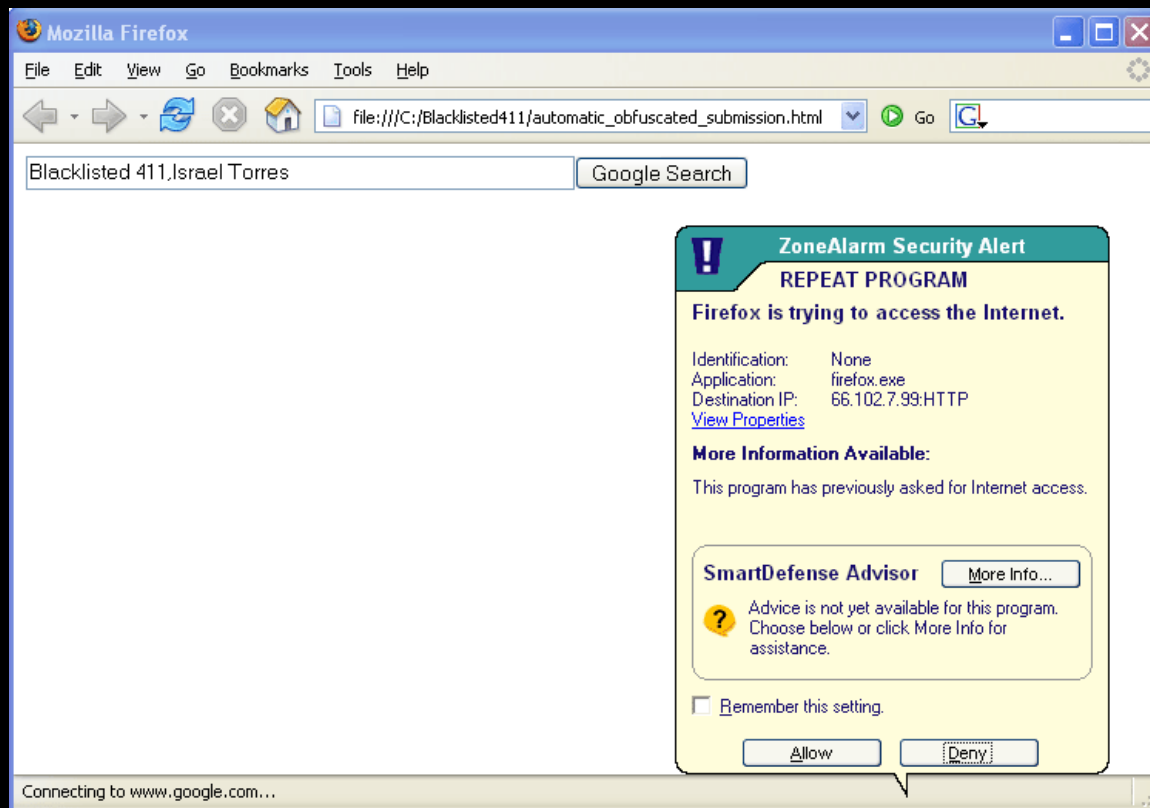 Mozilla Firefox
File Edit View Go Bookmarks Tools Help
file:///C:/Blacklisted411/automatic_obfuscated_submission.html Go G
Blacklisted 411,Israel Torres Google Search
! ZoneAlarm Security Alert
REPEAT PROGRAM
Firefox is trying to access the Internet.
Identification: None
Application: firefox.exe
Destination IP: 66.102.7.99:HTTP
View Properties
More Information Available:
This program has previously asked for Internet access.
SmartDefense Advisor More Info...
? Advice is not yet available for this program.
Choose below or click More Info for
assistance.
Remember this setting.
Allow Deny
Connecting to www.google.com...